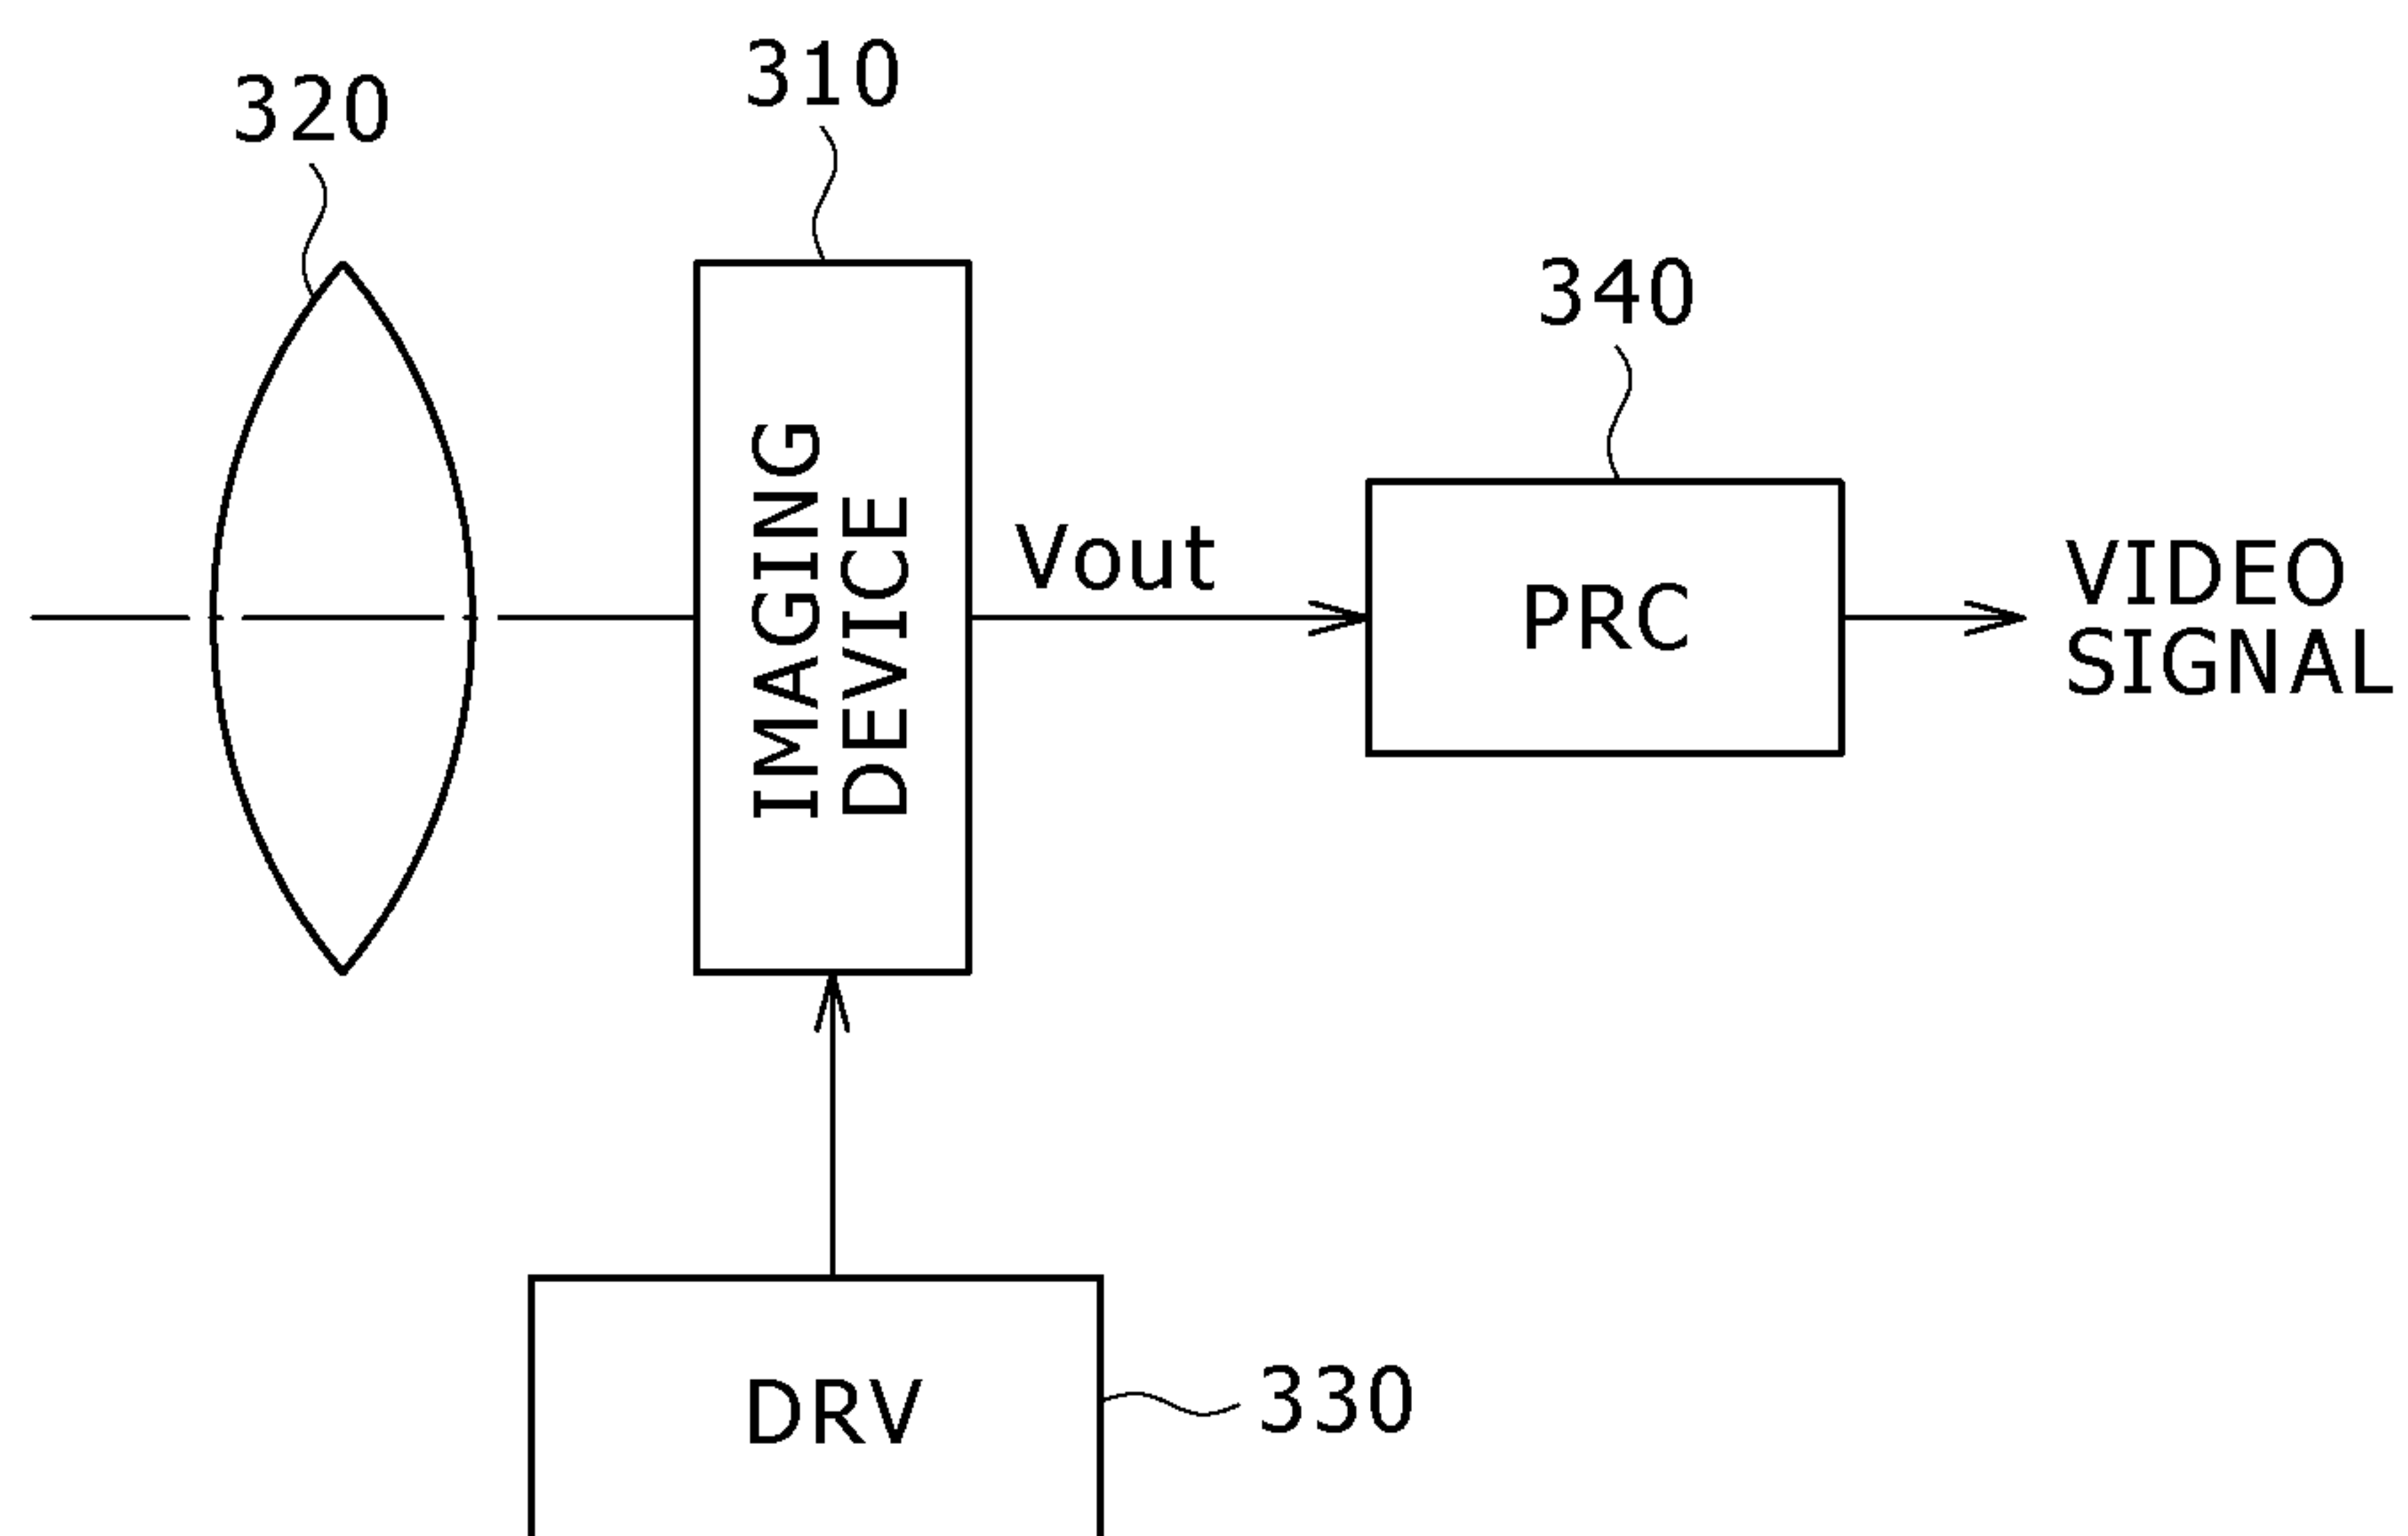 310
320
340
IMAGING
DEVICE
Vout
PRC
VIDEO
SIGNAL
DRV
330